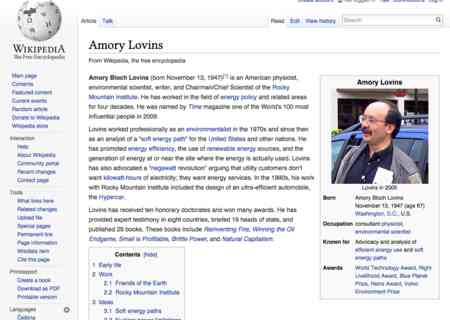 WIKIPEDIA
The Free Encyclopedia
Main page
Contents
Featured content
Current events
Random article
Donate to Wikipedia
Wikipedia store
Interaction
Help
About Wikipedia
Community portal
Recent changes
Contact page
Tools
What links here
Related changes
Upload file
Special pages
Permanent link
Page information
Wikidata item
Cite this page
Print/export
Create a book
Download as PDF
Printable version
Languages
Article Talk
Read Edit View history Search
Amory Lovins
From Wikipedia, the free encyclopedia
Amory Bloch Lovins (born November 13, 1947)[1] is an American physicist,
environmental scientist, writer, and Chairman/Chief Scientist of the Rocky
Mountain Institute. He has worked in the field of energy policy and related areas
for four decades. He was named by Time magazine one of the World's 100 most
influential people in 2009.
Lovins worked professionally as an environmentalist in the 1970s and since then
as an analyst of a "soft energy path" for the United States and other nations. He
has promoted energy efficiency, the use of renewable energy sources, and the
generation of energy at or near the site where the energy is actually used. Lovins
has also advocated a "negawatt revolution" arguing that utility customers don't
want kilowatt-hours of electricity; they want energy services. In the 1990s, his work
with Rocky Mountain Institute included the design of an ultra-efficient automobile,
the Hypercar.
Lovins has received ten honorary doctorates and won many awards. He has
provided expert testimony in eight countries, briefed 19 heads of state, and
published 29 books. These books include Reinventing Fire, Winning the Oil
Endgame, Small is Profitable, Brittle Power, and Natural Capitalism.
Contents [hide]
1 Early life
2 Work
2.1 Friends of the Earth
2.2 Rocky Mountain Institute
3 Ideas
3.1 Soft energy paths
Amory Lovins
Lovins in 2009
Born Amory Bloch Lovins
November 13, 1947 (age 67)
Washington, D.C., U.S.
Occupation consultant physicist,
environmental scientist
Known for Advocacy and analysis of
efficient energy use and soft
energy paths
Awards World Technology Award, Right
Livelihood Award, Blue Planet
Prize, Heinz Award, Volvo
Environment Prize